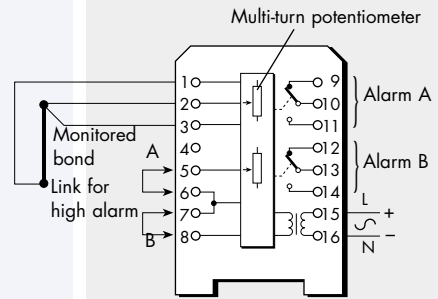 Multi-turn potentiometer
1
2
3
4
5
6
7
8
9
10
11
12
13
14
15
16
Alarm A
Alarm B
Monitored
bond
Link for
high alarm
A
B
L
+
N
−